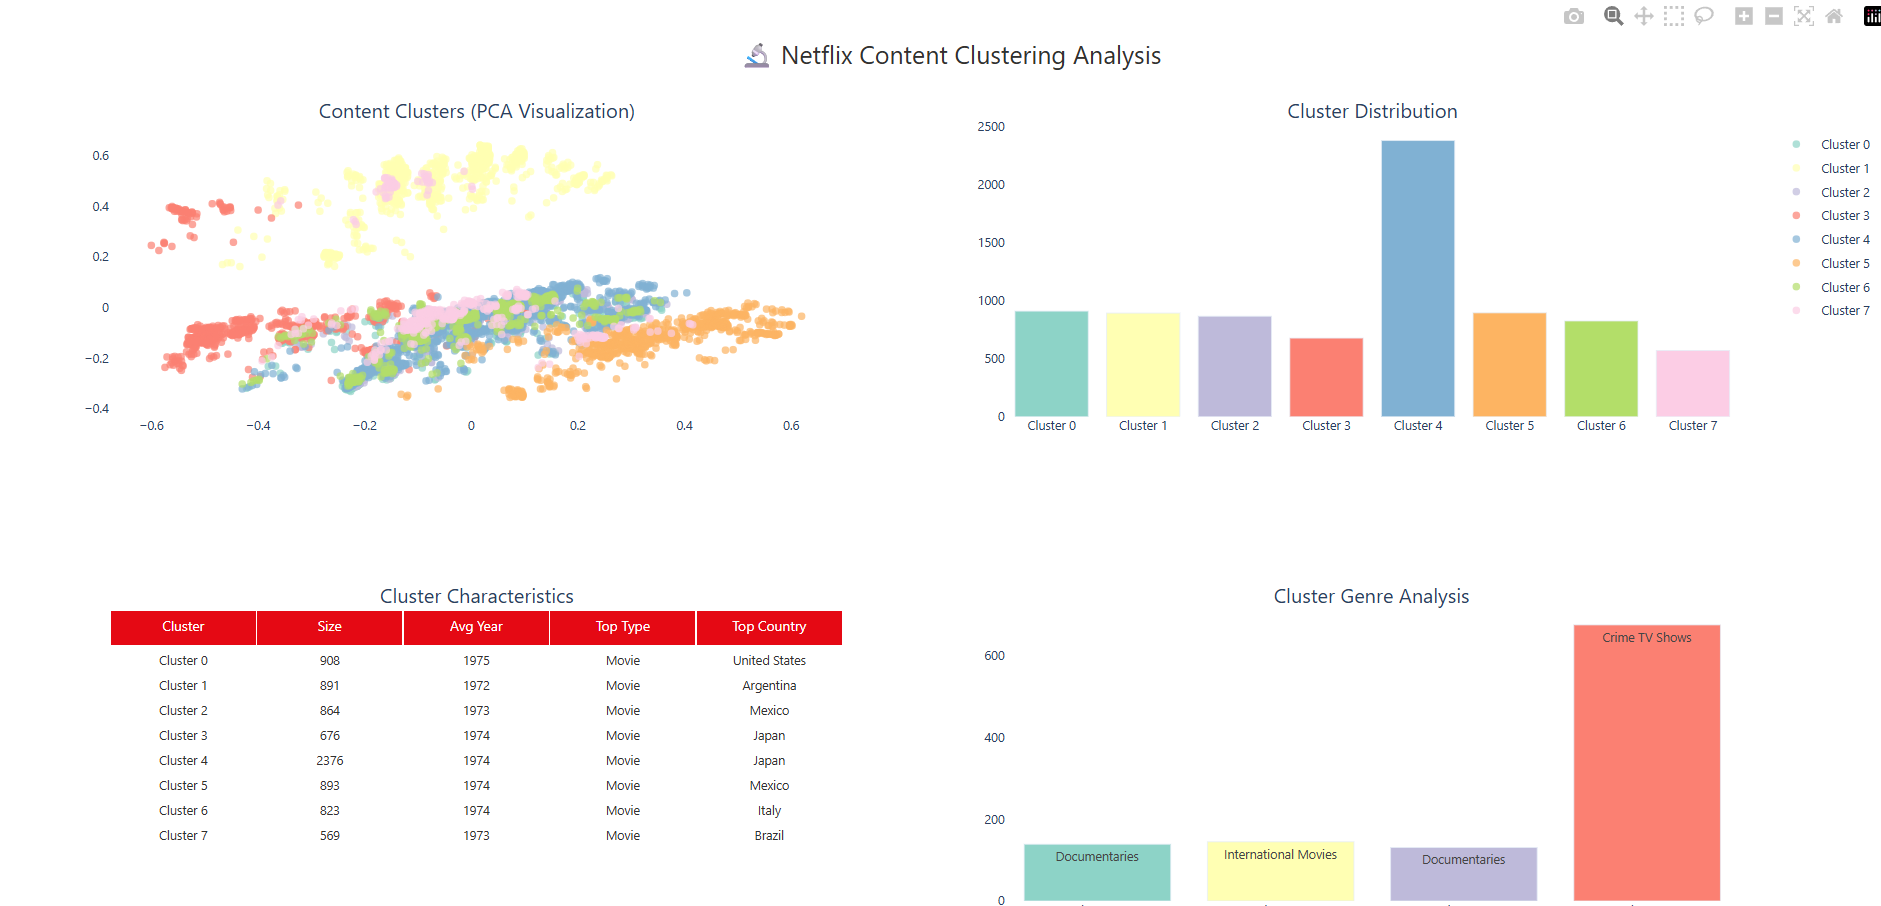 🔬 Netflix Content Clustering Analysis
Content Clusters (PCA Visualization)
0.6
0.4
0.2
0
−0.2
−0.4
−0.6
−0.4
−0.2
0
0.2
0.4
0.6
Cluster Distribution
2500
2000
1500
1000
500
0
Cluster 0
Cluster 1
Cluster 2
Cluster 3
Cluster 4
Cluster 5
Cluster 6
Cluster 7
Cluster 0
Cluster 1
Cluster 2
Cluster 3
Cluster 4
Cluster 5
Cluster 6
Cluster 7
Cluster Characteristics
Cluster Size Avg Year Top Type Top Country
Cluster 0 908 1975 Movie United States
Cluster 1 891 1972 Movie Argentina
Cluster 2 864 1973 Movie Mexico
Cluster 3 676 1974 Movie Japan
Cluster 4 2376 1974 Movie Japan
Cluster 5 893 1974 Movie Mexico
Cluster 6 823 1974 Movie Italy
Cluster 7 569 1973 Movie Brazil
Cluster Genre Analysis
600
400
200
0
Documentaries
International Movies
Documentaries
Crime TV Shows